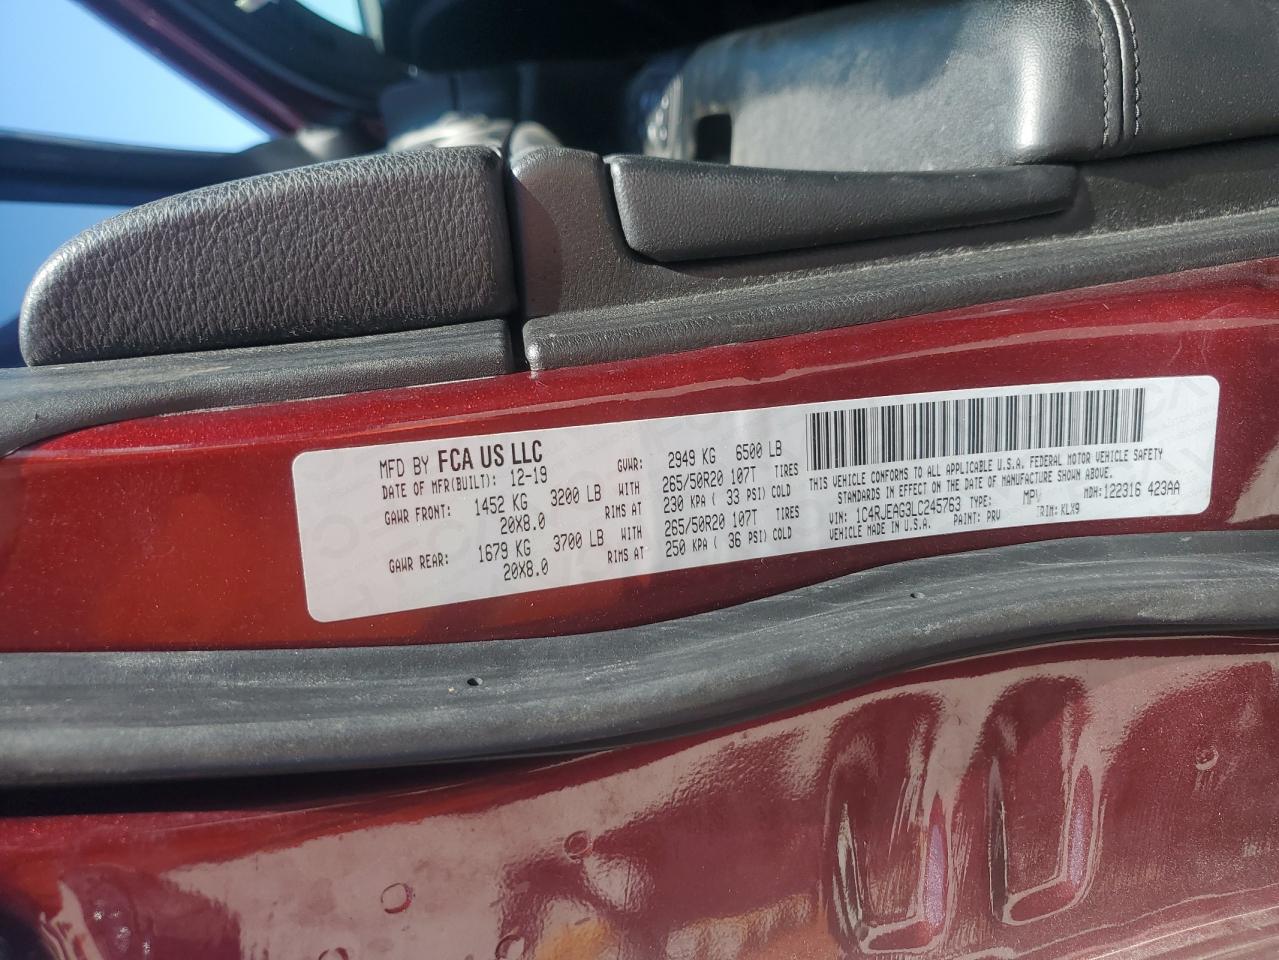 MFD BY FCA US LLC
DATE OF MFR(BUILT): 12-19 GVWR: 2949 KG 6500 LB
GAWR FRONT: 1452 KG 3200 LB WITH 265/50R20 107T TIRES
20X8.0 RIMS AT 230 KPA ( 33 PSI) COLD
GAWR REAR: 1679 KG 3700 LB WITH 265/50R20 107T TIRES
20X8.0 RIMS AT 250 KPA ( 36 PSI) COLD
THIS VEHICLE CONFORMS TO ALL APPLICABLE U.S.A. FEDERAL MOTOR VEHICLE SAFETY
STANDARDS IN EFFECT ON THE DATE OF MANUFACTURE SHOWN ABOVE.
VIN: 1C4RJEAG3LC245763 TYPE: MPV MDH: 122316 423AA
VEHICLE MADE IN U.S.A. PAINT: PRV TRIM: KLX9